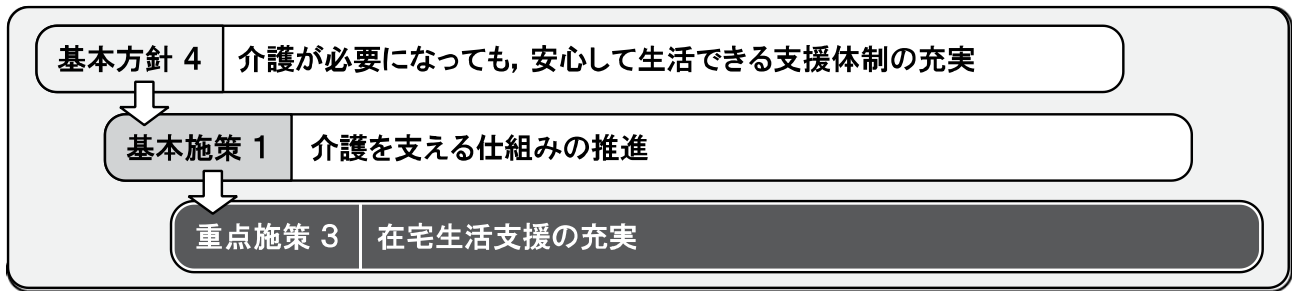 基本方針 4 介護が必要になっても，安心して生活できる支援体制の充実
基本施策 1 介護を支える仕組みの推進
重点施策 3 在宅生活支援の充実